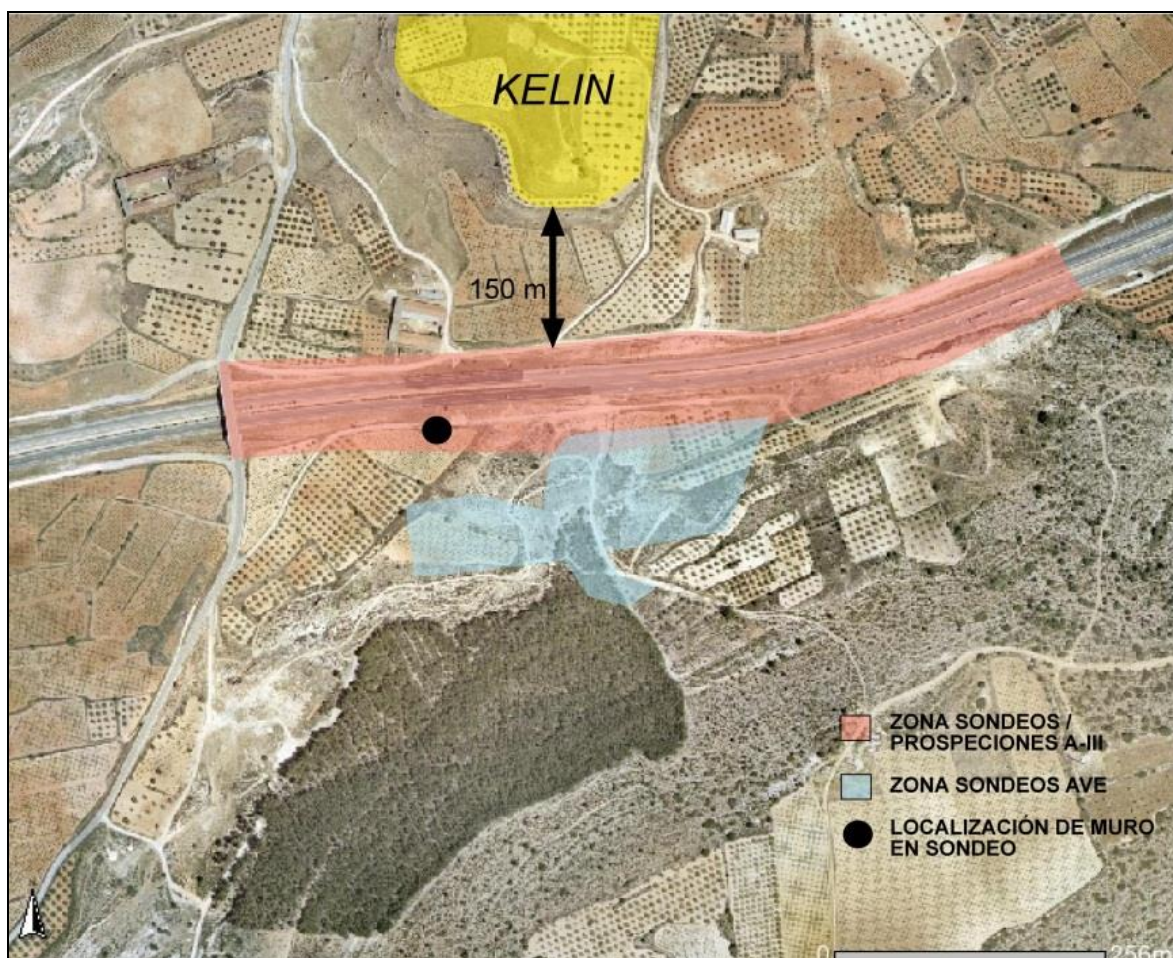 KELIN
150 m
ZONA SONDEOS /
PROSPECIONES A-III
ZONA SONDEOS AVE
LOCALIZACIÓN DE MURO
EN SONDEO
0 256m